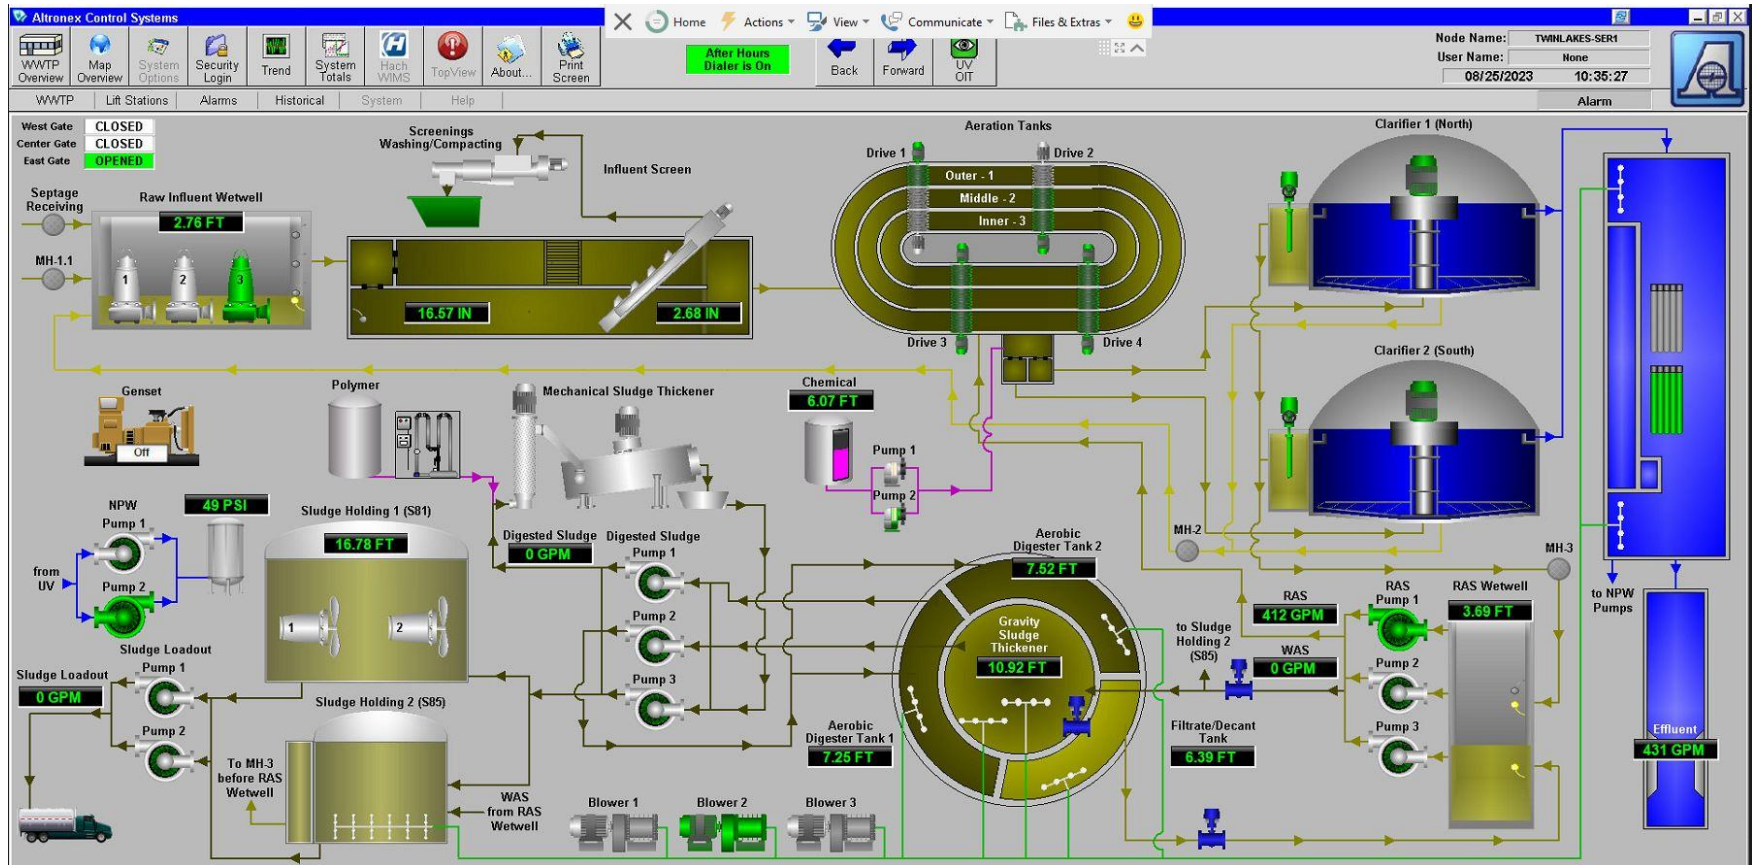 Altronex Control Systems
Home
Actions
View
Communicate
Files & Extras
WWTP
Overview
Map
Overview
System
Options
Security
Login
Trend
System
Totals
Hach
WIMS
TopView
About...
Print
Screen
After Hours
Dialer is On
Back
Forward
UV
OIT
Node Name:
TWINLAKES-SER1
User Name:
None
08/25/2023
10:35:27
WWTP
Lift Stations
Alarms
Historical
System
Help
Alarm
West Gate
CLOSED
Center Gate
CLOSED
East Gate
OPENED
Screenings
Washing/Compacting
Influent Screen
Aeration Tanks
Drive 1
Drive 2
Outer - 1
Middle - 2
Inner - 3
Drive 3
Drive 4
Clarifier 1 (North)
Septage
Receiving
Raw Influent Wetwell
2.76 FT
MH-1.1
1
2
3
16.57 IN
2.68 IN
Clarifier 2 (South)
Genset
Off
Polymer
Mechanical Sludge Thickener
Chemical
6.07 FT
Pump 1
Pump 2
NPW
Pump 1
49 PSI
from
UV
Pump 2
Sludge Holding 1 (S81)
16.78 FT
1
2
Digested Sludge
0 GPM
Digested Sludge
Pump 1
Pump 2
Pump 3
Aerobic
Digester Tank 2
7.52 FT
Gravity
Sludge
Thickener
10.92 FT
MH-2
MH-3
to NPW
Pumps
RAS
412 GPM
RAS
Pump 1
RAS Wetwell
3.69 FT
to Sludge
Holding 2
(S85)
WAS
0 GPM
Pump 2
Pump 3
Sludge Loadout
0 GPM
Sludge Loadout
Pump 1
Pump 2
Sludge Holding 2 (S85)
To MH-3
before RAS
Wetwell
WAS
from RAS
Wetwell
Aerobic
Digester Tank 1
7.25 FT
Filtrate/Decant
Tank
6.39 FT
Effluent
431 GPM
Blower 1
Blower 2
Blower 3